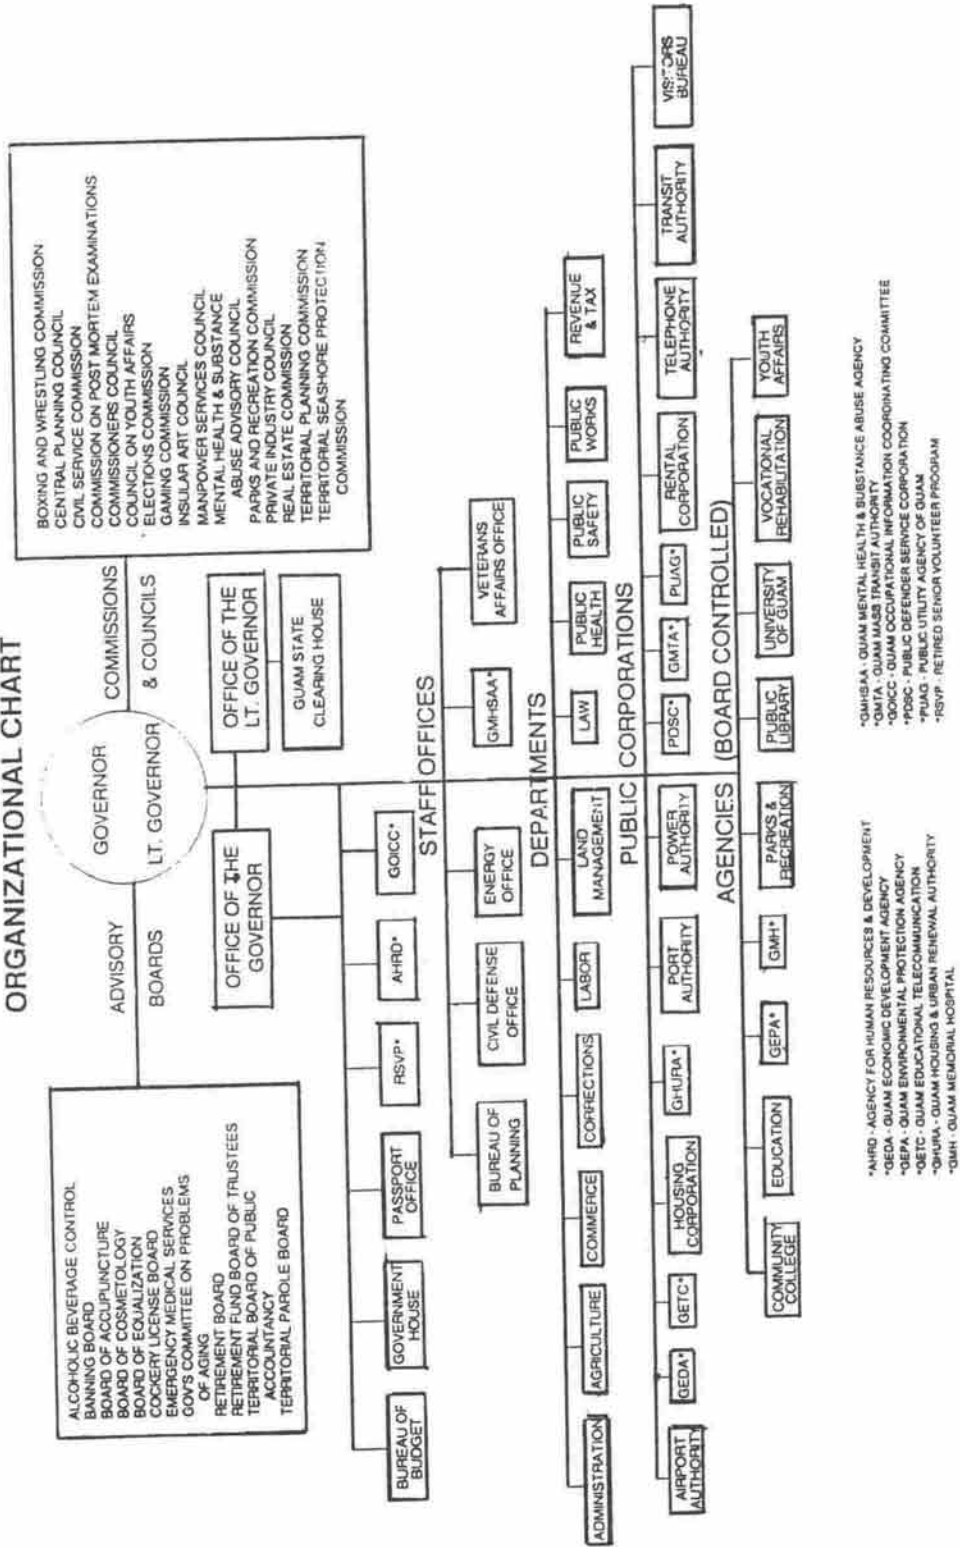 ORGANIZATIONAL CHART
GOVERNOR
LT. GOVERNOR
ADVISORY
BOARDS
COMMISSIONS
& COUNCILS
ALCOHOLIC BEVERAGE CONTROL
BANNING BOARD
BOARD OF ACCUPUNCTURE
BOARD OF COSMETOLOGY
BOARD OF EQUALIZATION
COCKERY LICENSE BOARD
EMERGENCY MEDICAL SERVICES
GOV'S COMMITTEE ON PROBLEMS
OF AGING
RETIREMENT BOARD
RETIREMENT FUND BOARD OF TRUSTEES
TERRITORIAL BOARD OF PUBLIC
ACCOUNTANCY
TERRITORIAL PAROLE BOARD
BOXING AND WRESTLING COMMISSION
CENTRAL PLANNING COUNCIL
CIVIL SERVICE COMMISSION
COMMISSION ON POST MORTEM EXAMINATIONS
COMMISSIONERS COUNCIL
COUNCIL ON YOUTH AFFAIRS
ELECTIONS COMMISSION
GAMING COMMISSION
INSULAR ART COUNCIL
MANPOWER SERVICES COUNCIL
MENTAL HEALTH & SUBSTANCE
ABUSE ADVISORY COUNCIL
PARKS AND RECREATION COMMISSION
PRIVATE INDUSTRY COUNCIL
REAL ESTATE COMMISSION
TERRITORIAL PLANNING COMMISSION
TERRITORIAL SEASHORE PROTECTION
COMMISSION
OFFICE OF THE
GOVERNOR
OFFICE OF THE
LT. GOVERNOR
GUAM STATE
CLEARING HOUSE
BUREAU OF
BUDGET
GOVERNMENT
HOUSE
PASSPORT
OFFICE
RSVP*
AHRD*
GOICC*
STAFF OFFICES
BUREAU OF
PLANNING
CIVIL DEFENSE
OFFICE
ENERGY
OFFICE
GMHSAA*
VETERANS
AFFAIRS OFFICE
DEPARTMENTS
ADMINISTRATION
AGRICULTURE
COMMERCE
CORRECTIONS
LABOR
LAND
MANAGEMENT
LAW
PUBLIC
HEALTH
PUBLIC
SAFETY
PUBLIC
WORKS
REVENUE
& TAX
PUBLIC CORPORATIONS
AIRPORT
AUTHORITY
GEDA*
GETC*
HOUSING
CORPORATION
GHURA*
PORT
AUTHORITY
POWER
AUTHORITY
PDSC*
GMTA*
PUAG*
RENTAL
CORPORATION
TELEPHONE
AUTHORITY
TRANSIT
AUTHORITY
VISITORS
BUREAU
AGENCIES (BOARD CONTROLLED)
COMMUNITY
COLLEGE
EDUCATION
GEPA*
GMH*
PARKS &
RECREATION
PUBLIC
LIBRARY
UNIVERSITY
OF GUAM
VOCATIONAL
REHABILITATION
YOUTH
AFFAIRS
*AHRD - AGENCY FOR HUMAN RESOURCES & DEVELOPMENT
*GEDA - GUAM ECONOMIC DEVELOPMENT AGENCY
*GEPA - GUAM ENVIRONMENTAL PROTECTION AGENCY
*GETC - GUAM EDUCATIONAL TELECOMMUNICATION
*GHURA - GUAM HOUSING & URBAN RENEWAL AUTHORITY
*GMH - GUAM MEMORIAL HOSPITAL
*GMHSAA - GUAM MENTAL HEALTH & SUBSTANCE ABUSE AGENCY
*GMTA - GUAM MASS TRANSIT AUTHORITY
*GOICC - GUAM OCCUPATIONAL INFORMATION COORDINATING COMMITTEE
*PDSC - PUBLIC DEFENDER SERVICE CORPORATION
*PUAG - PUBLIC UTILITY AGENCY OF GUAM
*RSVP - RETIRED SENIOR VOLUNTEER PROGRAM